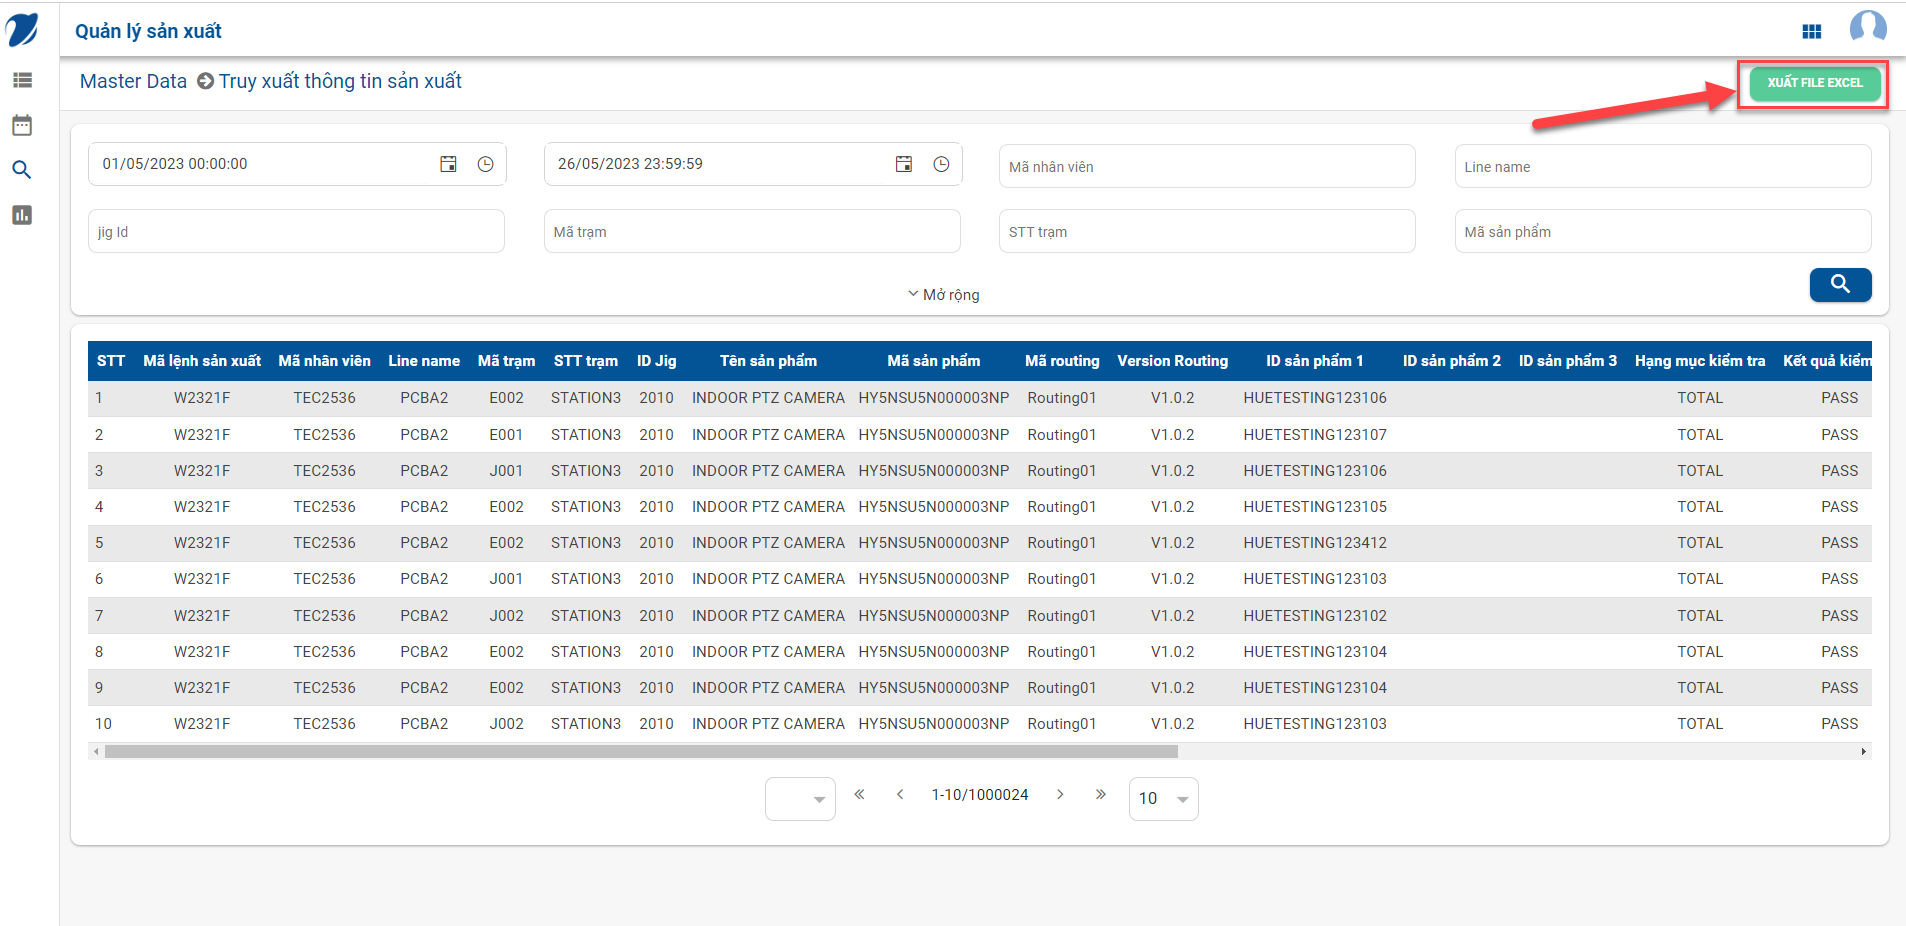 Quản lý sản xuất
Master Data Truy xuất thông tin sản xuất
XUẤT FILE EXCEL
01/05/2023 00:00:00 26/05/2023 23:59:59 Mã nhân viên Line name
jig Id Mã trạm STT trạm Mã sản phẩm
Mở rộng
STT Mã lệnh sản xuất Mã nhân viên Line name Mã trạm STT trạm ID Jig Tên sản phẩm Mã sản phẩm Mã routing Version Routing ID sản phẩm 1 ID sản phẩm 2 ID sản phẩm 3 Hạng mục kiểm tra Kết quả kiểm
1 W2321F TEC2536 PCBA2 E002 STATION3 2010 INDOOR PTZ CAMERA HY5NSU5N000003NP Routing01 V1.0.2 HUETESTING123106 TOTAL PASS
2 W2321F TEC2536 PCBA2 E001 STATION3 2010 INDOOR PTZ CAMERA HY5NSU5N000003NP Routing01 V1.0.2 HUETESTING123107 TOTAL PASS
3 W2321F TEC2536 PCBA2 J001 STATION3 2010 INDOOR PTZ CAMERA HY5NSU5N000003NP Routing01 V1.0.2 HUETESTING123106 TOTAL PASS
4 W2321F TEC2536 PCBA2 E002 STATION3 2010 INDOOR PTZ CAMERA HY5NSU5N000003NP Routing01 V1.0.2 HUETESTING123105 TOTAL PASS
5 W2321F TEC2536 PCBA2 E002 STATION3 2010 INDOOR PTZ CAMERA HY5NSU5N000003NP Routing01 V1.0.2 HUETESTING123412 TOTAL PASS
6 W2321F TEC2536 PCBA2 J001 STATION3 2010 INDOOR PTZ CAMERA HY5NSU5N000003NP Routing01 V1.0.2 HUETESTING123103 TOTAL PASS
7 W2321F TEC2536 PCBA2 J002 STATION3 2010 INDOOR PTZ CAMERA HY5NSU5N000003NP Routing01 V1.0.2 HUETESTING123102 TOTAL PASS
8 W2321F TEC2536 PCBA2 E002 STATION3 2010 INDOOR PTZ CAMERA HY5NSU5N000003NP Routing01 V1.0.2 HUETESTING123104 TOTAL PASS
9 W2321F TEC2536 PCBA2 E002 STATION3 2010 INDOOR PTZ CAMERA HY5NSU5N000003NP Routing01 V1.0.2 HUETESTING123104 TOTAL PASS
10 W2321F TEC2536 PCBA2 J002 STATION3 2010 INDOOR PTZ CAMERA HY5NSU5N000003NP Routing01 V1.0.2 HUETESTING123103 TOTAL PASS
« ‹ 1-10/1000024 › » 10